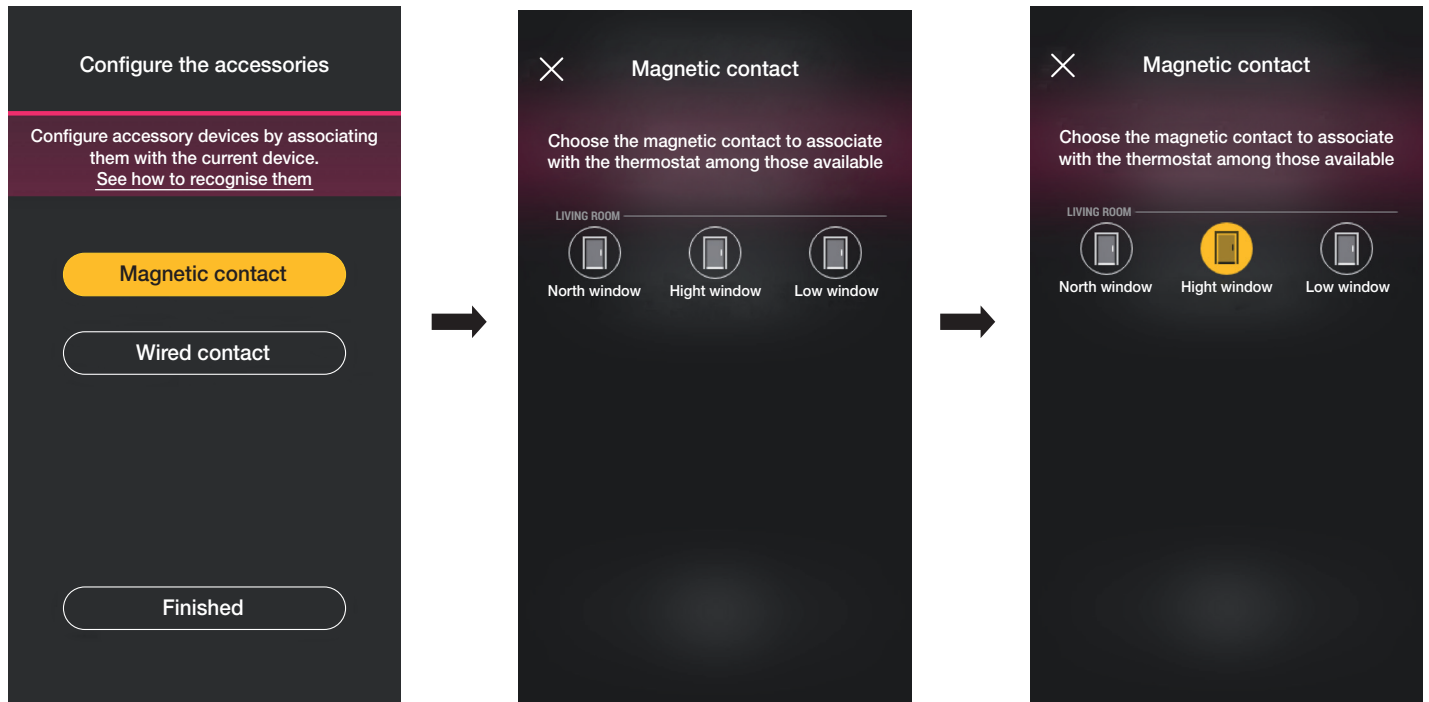 Configure the accessories
Configure accessory devices by associating
them with the current device.
See how to recognise them
Magnetic contact
Wired contact
Finished
Magnetic contact
Choose the magnetic contact to associate
with the thermostat among those available
LIVING ROOM
North window
Hight window
Low window
Magnetic contact
Choose the magnetic contact to associate
with the thermostat among those available
LIVING ROOM
North window
Hight window
Low window